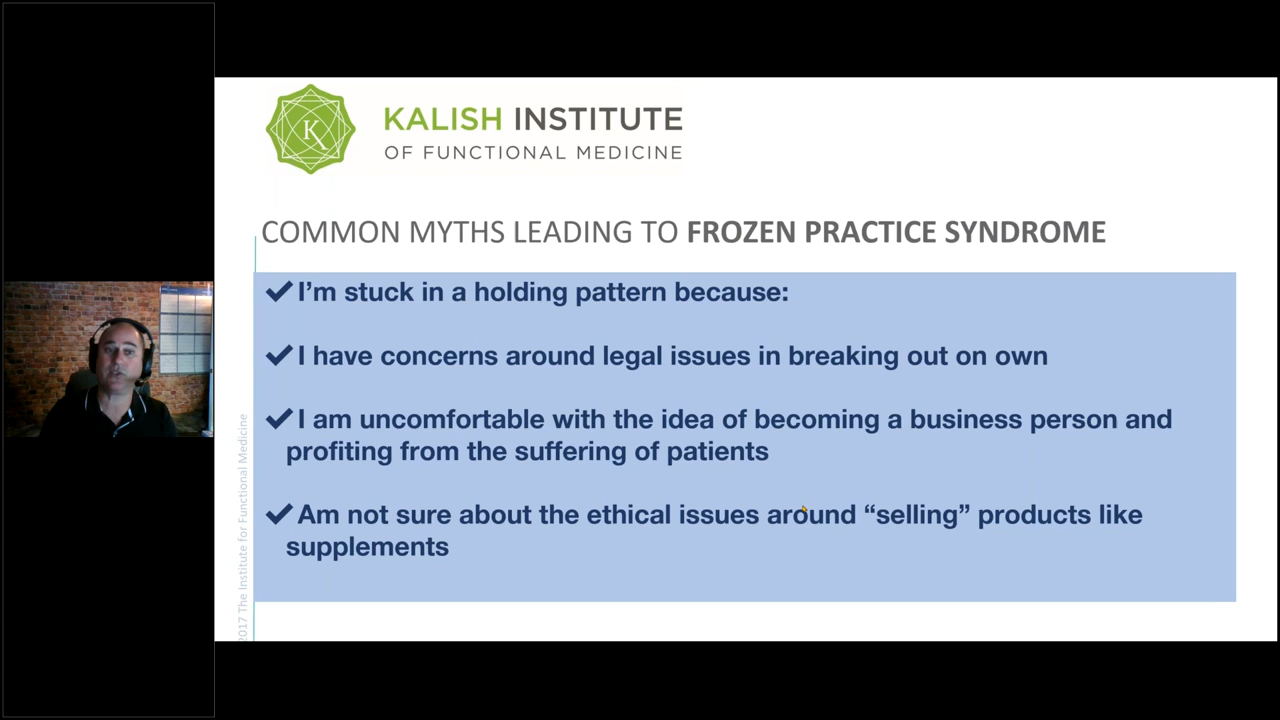 K
KALISH INSTITUTE
OF FUNCTIONAL MEDICINE
COMMON MYTHS LEADING TO FROZEN PRACTICE SYNDROME
✔I’m stuck in a holding pattern because:
✔I have concerns around legal issues in breaking out on own
✔I am uncomfortable with the idea of becoming a business person and
profiting from the suffering of patients
✔Am not sure about the ethical issues around “selling” products like
supplements
2017 The Institute for Functional Medicine